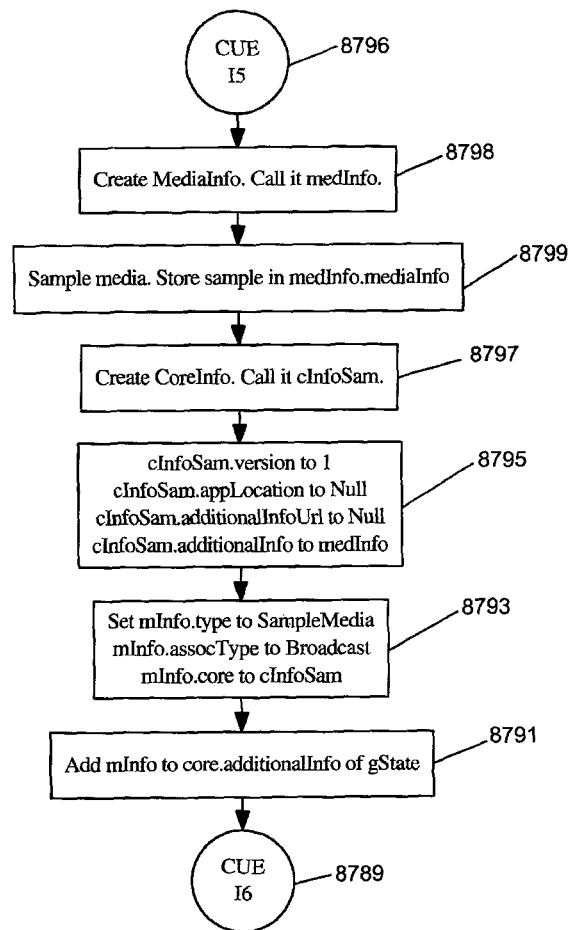 CUE
I5
8796
8798
Create MediaInfo. Call it medInfo.
8799
Sample media. Store sample in medInfo.mediaInfo
8797
Create CoreInfo. Call it cInfoSam.
8795
cInfoSam.version to 1
cInfoSam.appLocation to Null
cInfoSam.additionalInfoUrl to Null
cInfoSam.additionalInfo to medInfo
8793
Set mInfo.type to SampleMedia
mInfo.assocType to Broadcast
mInfo.core to cInfoSam
8791
Add mInfo to core.additionalInfo of gState
CUE
I6
8789